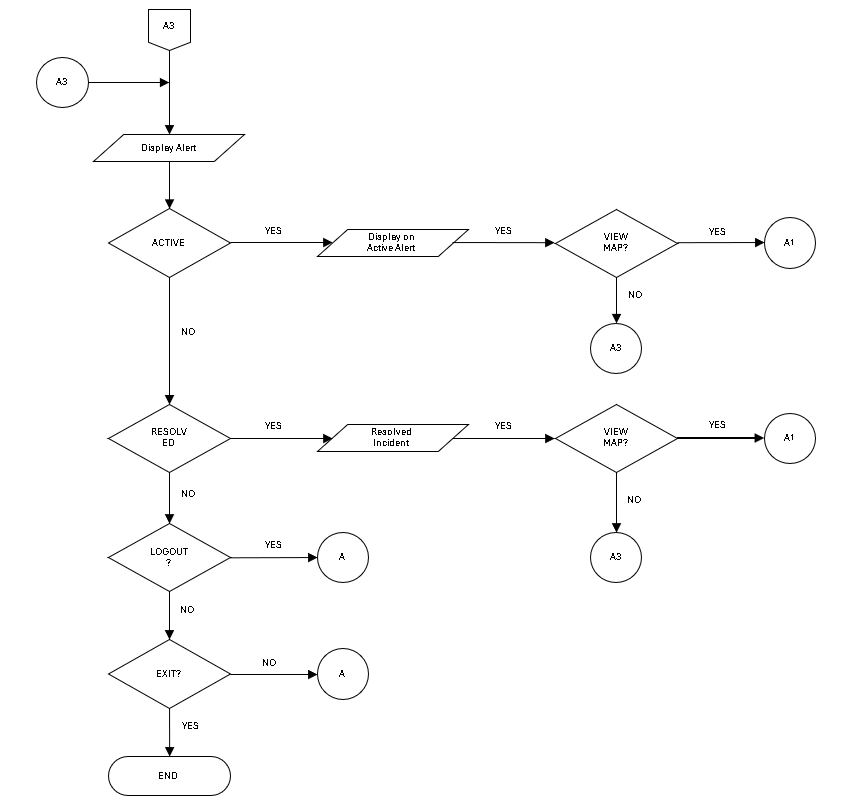 A3
A3
Display Alert
ACTIVE
YES
Display on
Active Alert
YES
VIEW
MAP?
YES
A1
NO
A3
NO
RESOLV
ED
YES
Resolved
Incident
YES
VIEW
MAP?
YES
A1
NO
NO
LOGOUT
?
YES
A
A3
NO
EXIT?
NO
A
YES
END